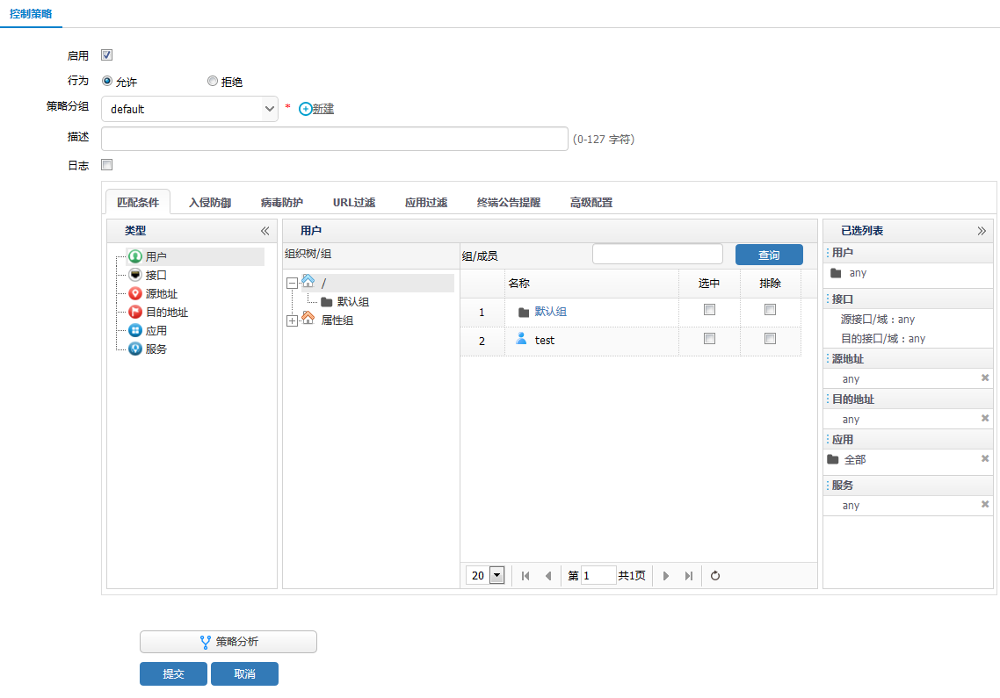 控制策略
启用
行为 允许 拒绝
策略分组 default * 新建
描述 (0-127 字符)
日志
匹配条件 入侵防御 病毒防护 URL过滤 应用过滤 终端公告提醒 高级配置
类型
用户
接口
源地址
目的地址
应用
服务
用户
组织树/组
/
默认组
属性组
组/成员 查询
名称 选中 排除
1 默认组
2 test
20 第 1 共1页
已选列表
用户
any
接口
源接口/域：any
目的接口/域：any
源地址
any
目的地址
any
应用
全部
服务
any
策略分析
提交 取消